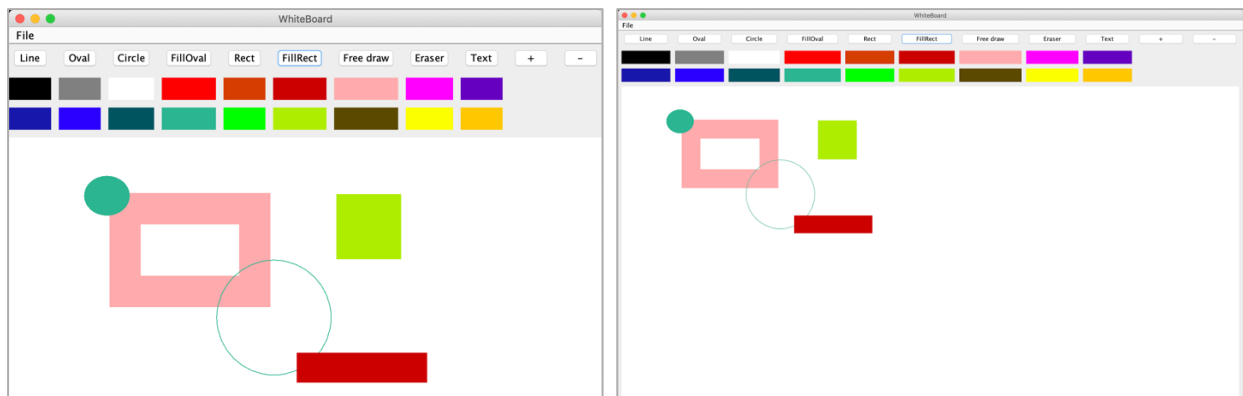 WhiteBoard
File
Line Oval Circle FillOval Rect FillRect Free draw Eraser Text + -
WhiteBoard
File
Line Oval Circle FillOval Rect FillRect Free draw Eraser Text + -